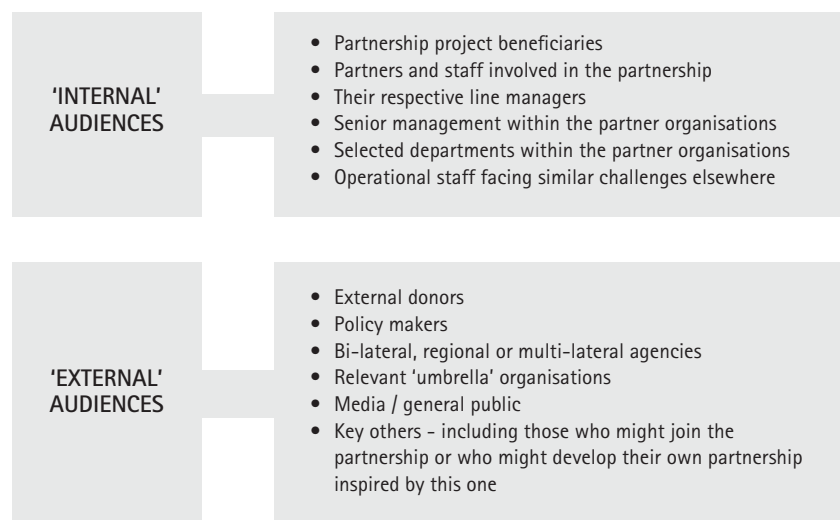 'INTERNAL'
AUDIENCES
• Partnership project beneficiaries
• Partners and staff involved in the partnership
• Their respective line managers
• Senior management within the partner organisations
• Selected departments within the partner organisations
• Operational staff facing similar challenges elsewhere
'EXTERNAL'
AUDIENCES
• External donors
• Policy makers
• Bi-lateral, regional or multi-lateral agencies
• Relevant 'umbrella' organisations
• Media / general public
• Key others - including those who might join the
partnership or who might develop their own partnership
inspired by this one